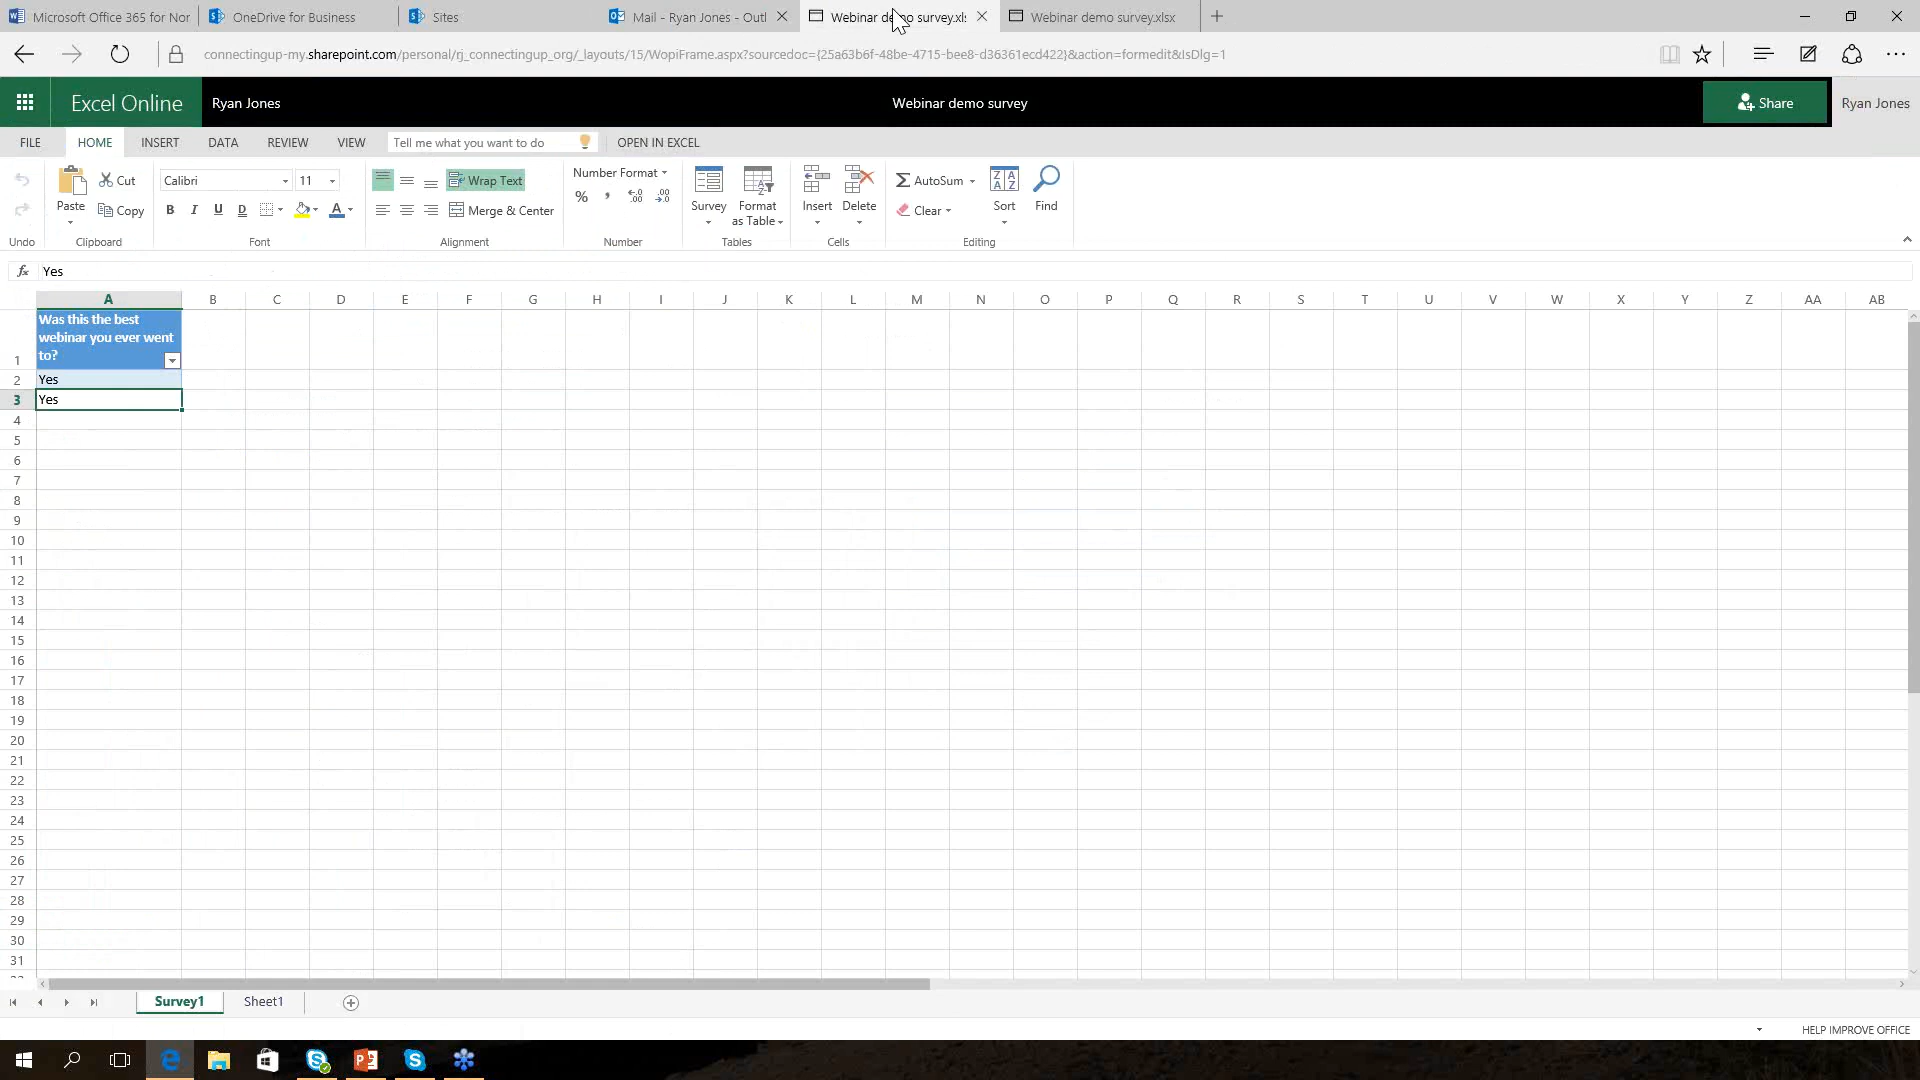 Microsoft Office 365 for Nor
OneDrive for Business
Sites
Mail - Ryan Jones - Outl
Webinar demo survey.xls
Webinar demo survey.xlsx
connectingup-my.sharepoint.com/personal/rj_connectingup_org/_layouts/15/WopiFrame.aspx?sourcedoc={25a63b6f-48be-4715-bee8-d36361ecd422}&action=formedit&IsDlg=1
Excel Online
Ryan Jones
Webinar demo survey
Share
Ryan Jones
FILE
HOME
INSERT
DATA
REVIEW
VIEW
Tell me what you want to do
OPEN IN EXCEL
Undo
Paste
Cut
Copy
Clipboard
Calibri
11
B I U D
A
Font
Wrap Text
Merge & Center
Alignment
Number Format
% , .00 .00
Number
Survey
Format as Table
Tables
Insert
Delete
Cells
AutoSum
Clear
Sort
Find
Editing
fx Yes
A B C D E F G H I J K L M N O P Q R S T U V W X Y Z AA AB
Was this the best
webinar you ever went
1 to?
2 Yes
3 Yes
4
5
6
7
8
9
10
11
12
13
14
15
16
17
18
19
20
21
22
23
24
25
26
27
28
29
30
31
Survey1
Sheet1
HELP IMPROVE OFFICE